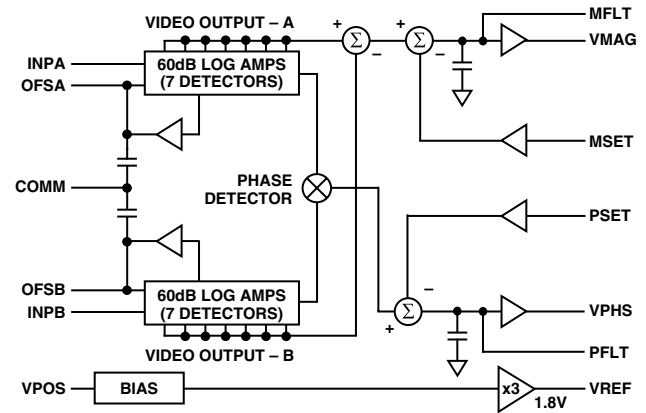 VIDEO OUTPUT – A
+
–
Σ
+
–
Σ
MFLT
VMAG
INPA
OFSA
60dB LOG AMPS
(7 DETECTORS)
MSET
COMM
PHASE
DETECTOR
PSET
OFSB
INPB
60dB LOG AMPS
(7 DETECTORS)
–
Σ
+
VPHS
PFLT
VIDEO OUTPUT – B
VPOS
BIAS
x3
1.8V
VREF